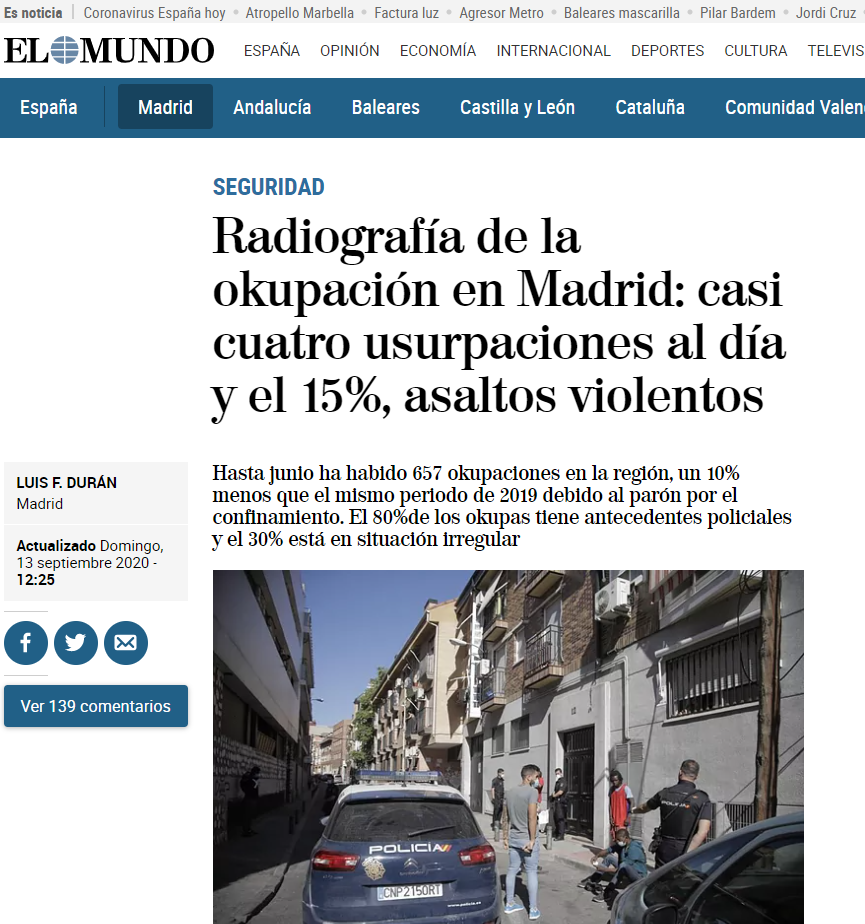 Es noticia Coronavirus España hoy Atropello Marbella Factura luz Agresor Metro Baleares mascarilla Pilar Bardem Jordi Cruz
EL MUNDO ESPAÑA OPINIÓN ECONOMÍA INTERNACIONAL DEPORTES CULTURA TELEVIS
España Madrid Andalucía Baleares Castilla y León Cataluña Comunidad Valen
SEGURIDAD
Radiografía de la
okupación en Madrid: casi
cuatro usurpaciones al día
y el 15%, asaltos violentos
LUIS F. DURÁN
Madrid
Actualizado Domingo,
13 septiembre 2020 -
12:25
Ver 139 comentarios
Hasta junio ha habido 657 okupaciones en la región, un 10%
menos que el mismo periodo de 2019 debido al parón por el
confinamiento. El 80%de los okupas tiene antecedentes policiales
y el 30% está en situación irregular
POLICIA
POLICÍA
CNP2150RT
www.policia.es